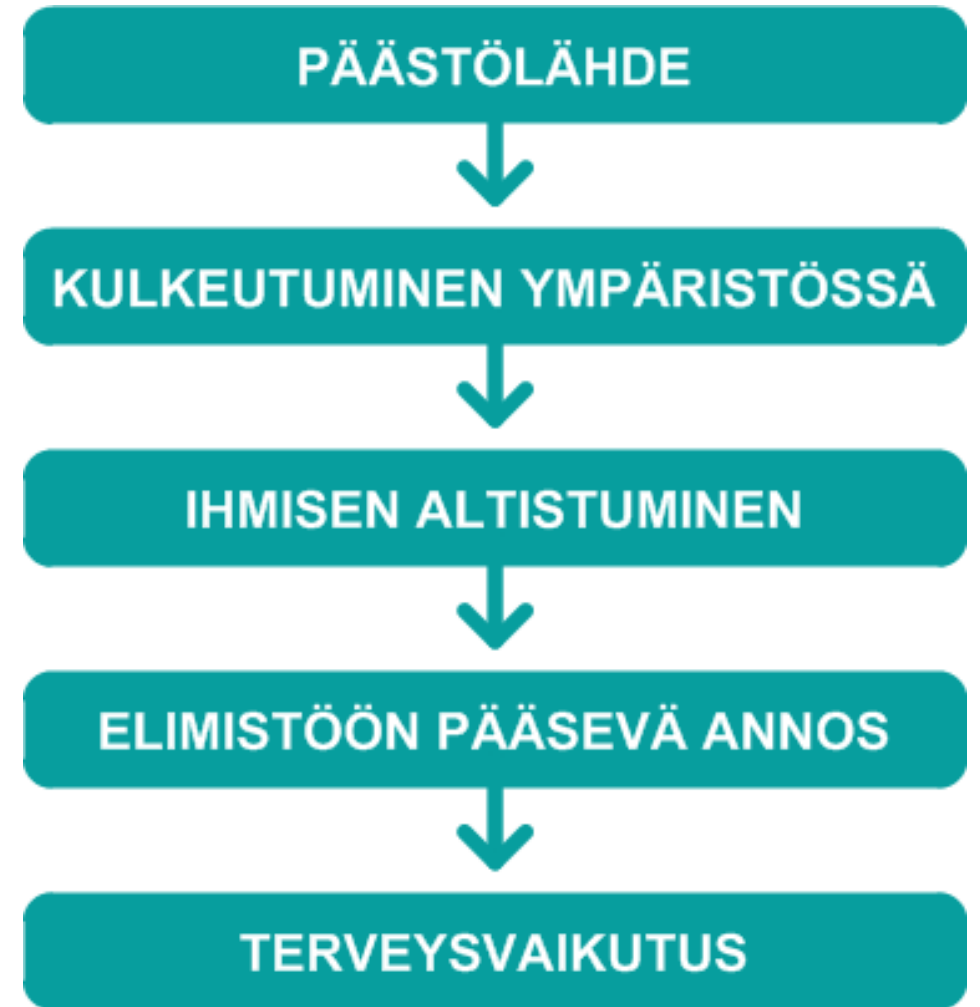 PÄÄSTÖLÄHDE
KULKEUTUMINEN YMPÄRISTÖSSÄ
IHMISEN ALTISTUMINEN
ELIMISTÖÖN PÄÄSEVÄ ANNOS
TERVEYSVAIKUTUS